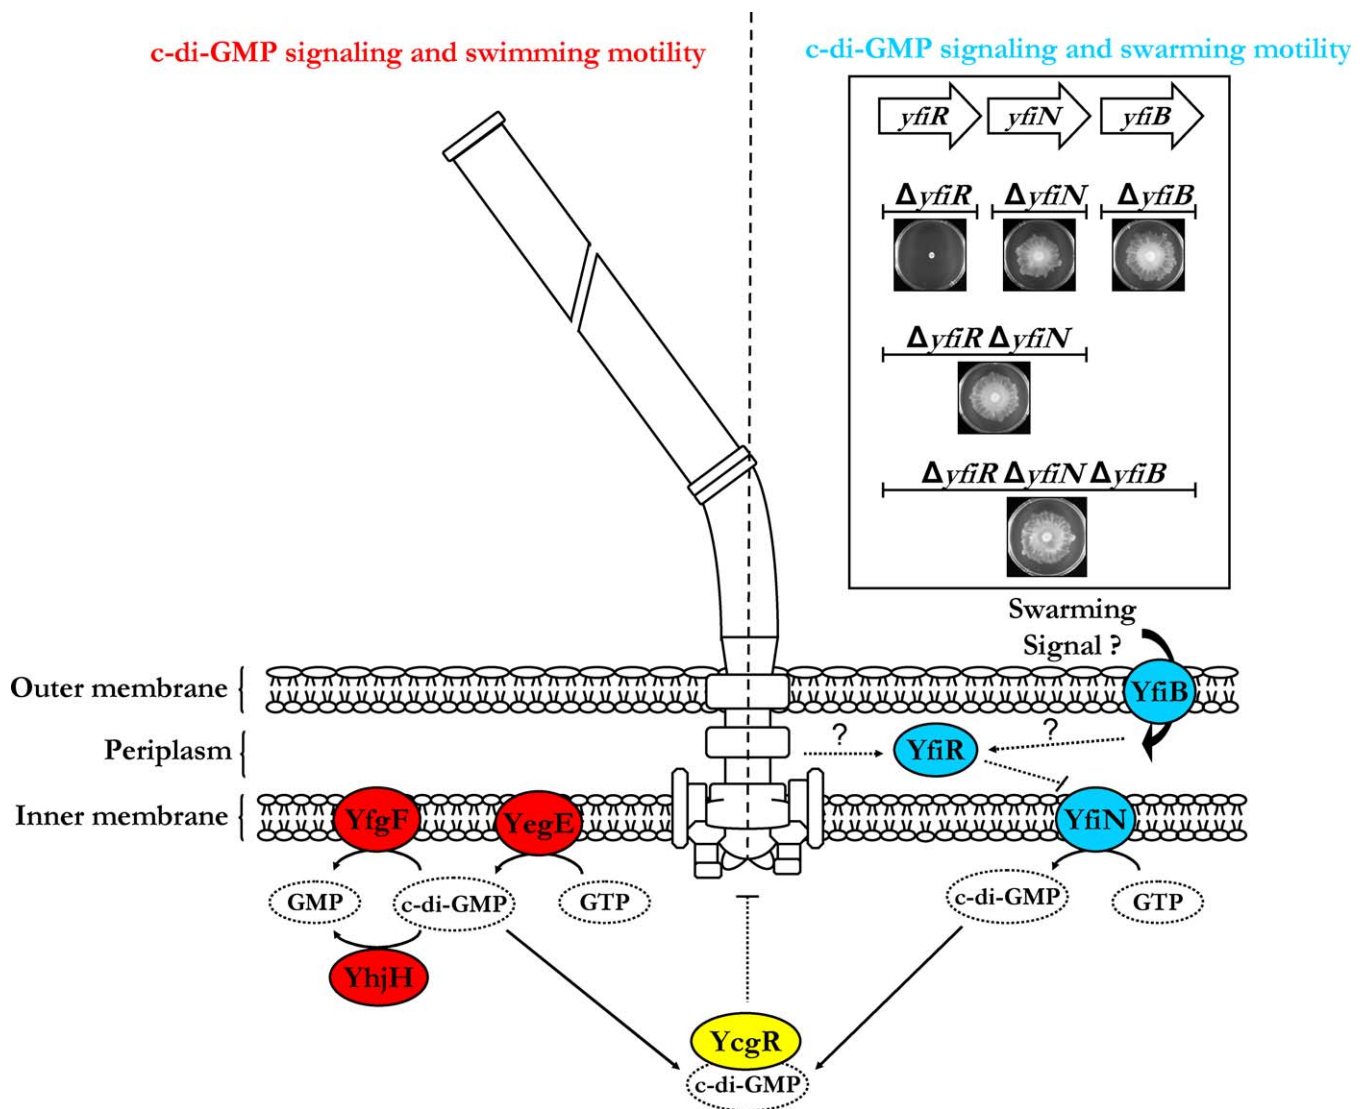 c-di-GMP signaling and swimming motility
c-di-GMP signaling and swarming motility
yfiR yfiN yfiB
ΔyfiR ΔyfiN ΔyfiB
ΔyfiR ΔyfiN
ΔyfiR ΔyfiN ΔyfiB
Swarming
Signal ?
Outer membrane
YfiB
Periplasm
? YfiR ?
Inner membrane
YfgF YegE YfiN
GMP c-di-GMP GTP c-di-GMP GTP
YhjH
YcgR
c-di-GMP